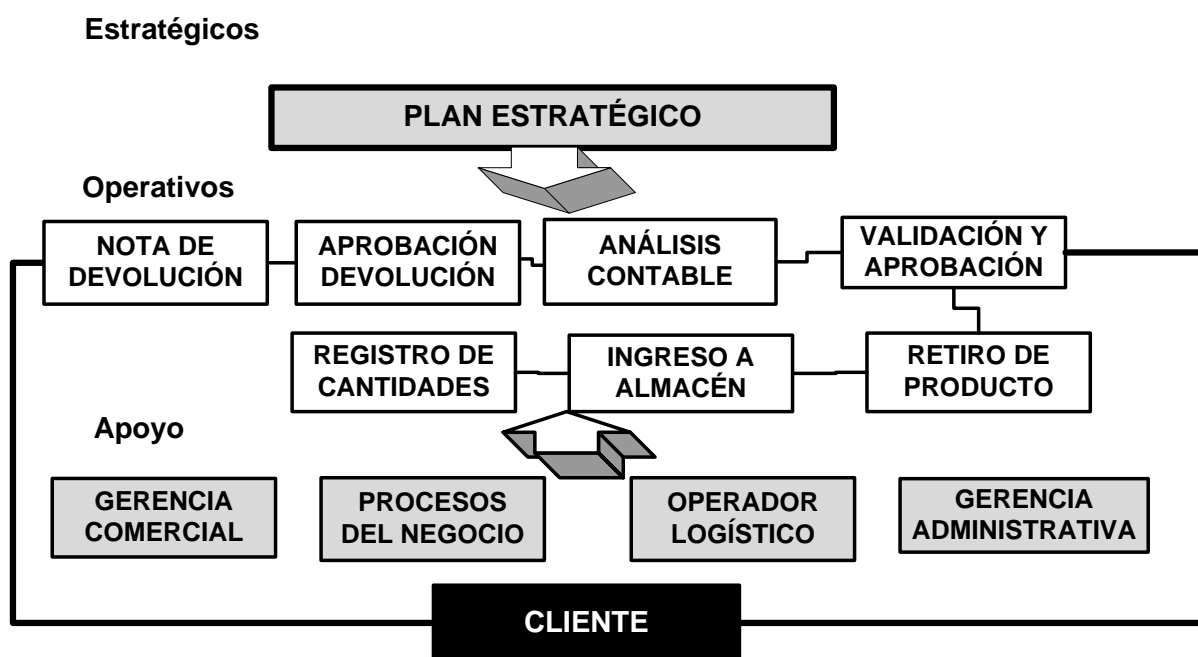 Estratégicos
PLAN ESTRATÉGICO
Operativos
NOTA DE
DEVOLUCIÓN
APROBACIÓN
DEVOLUCIÓN
ANÁLISIS
CONTABLE
VALIDACIÓN Y
APROBACIÓN
REGISTRO DE
CANTIDADES
INGRESO A
ALMACÉN
RETIRO DE
PRODUCTO
Apoyo
GERENCIA
COMERCIAL
PROCESOS
DEL NEGOCIO
OPERADOR
LOGÍSTICO
GERENCIA
ADMINISTRATIVA
CLIENTE